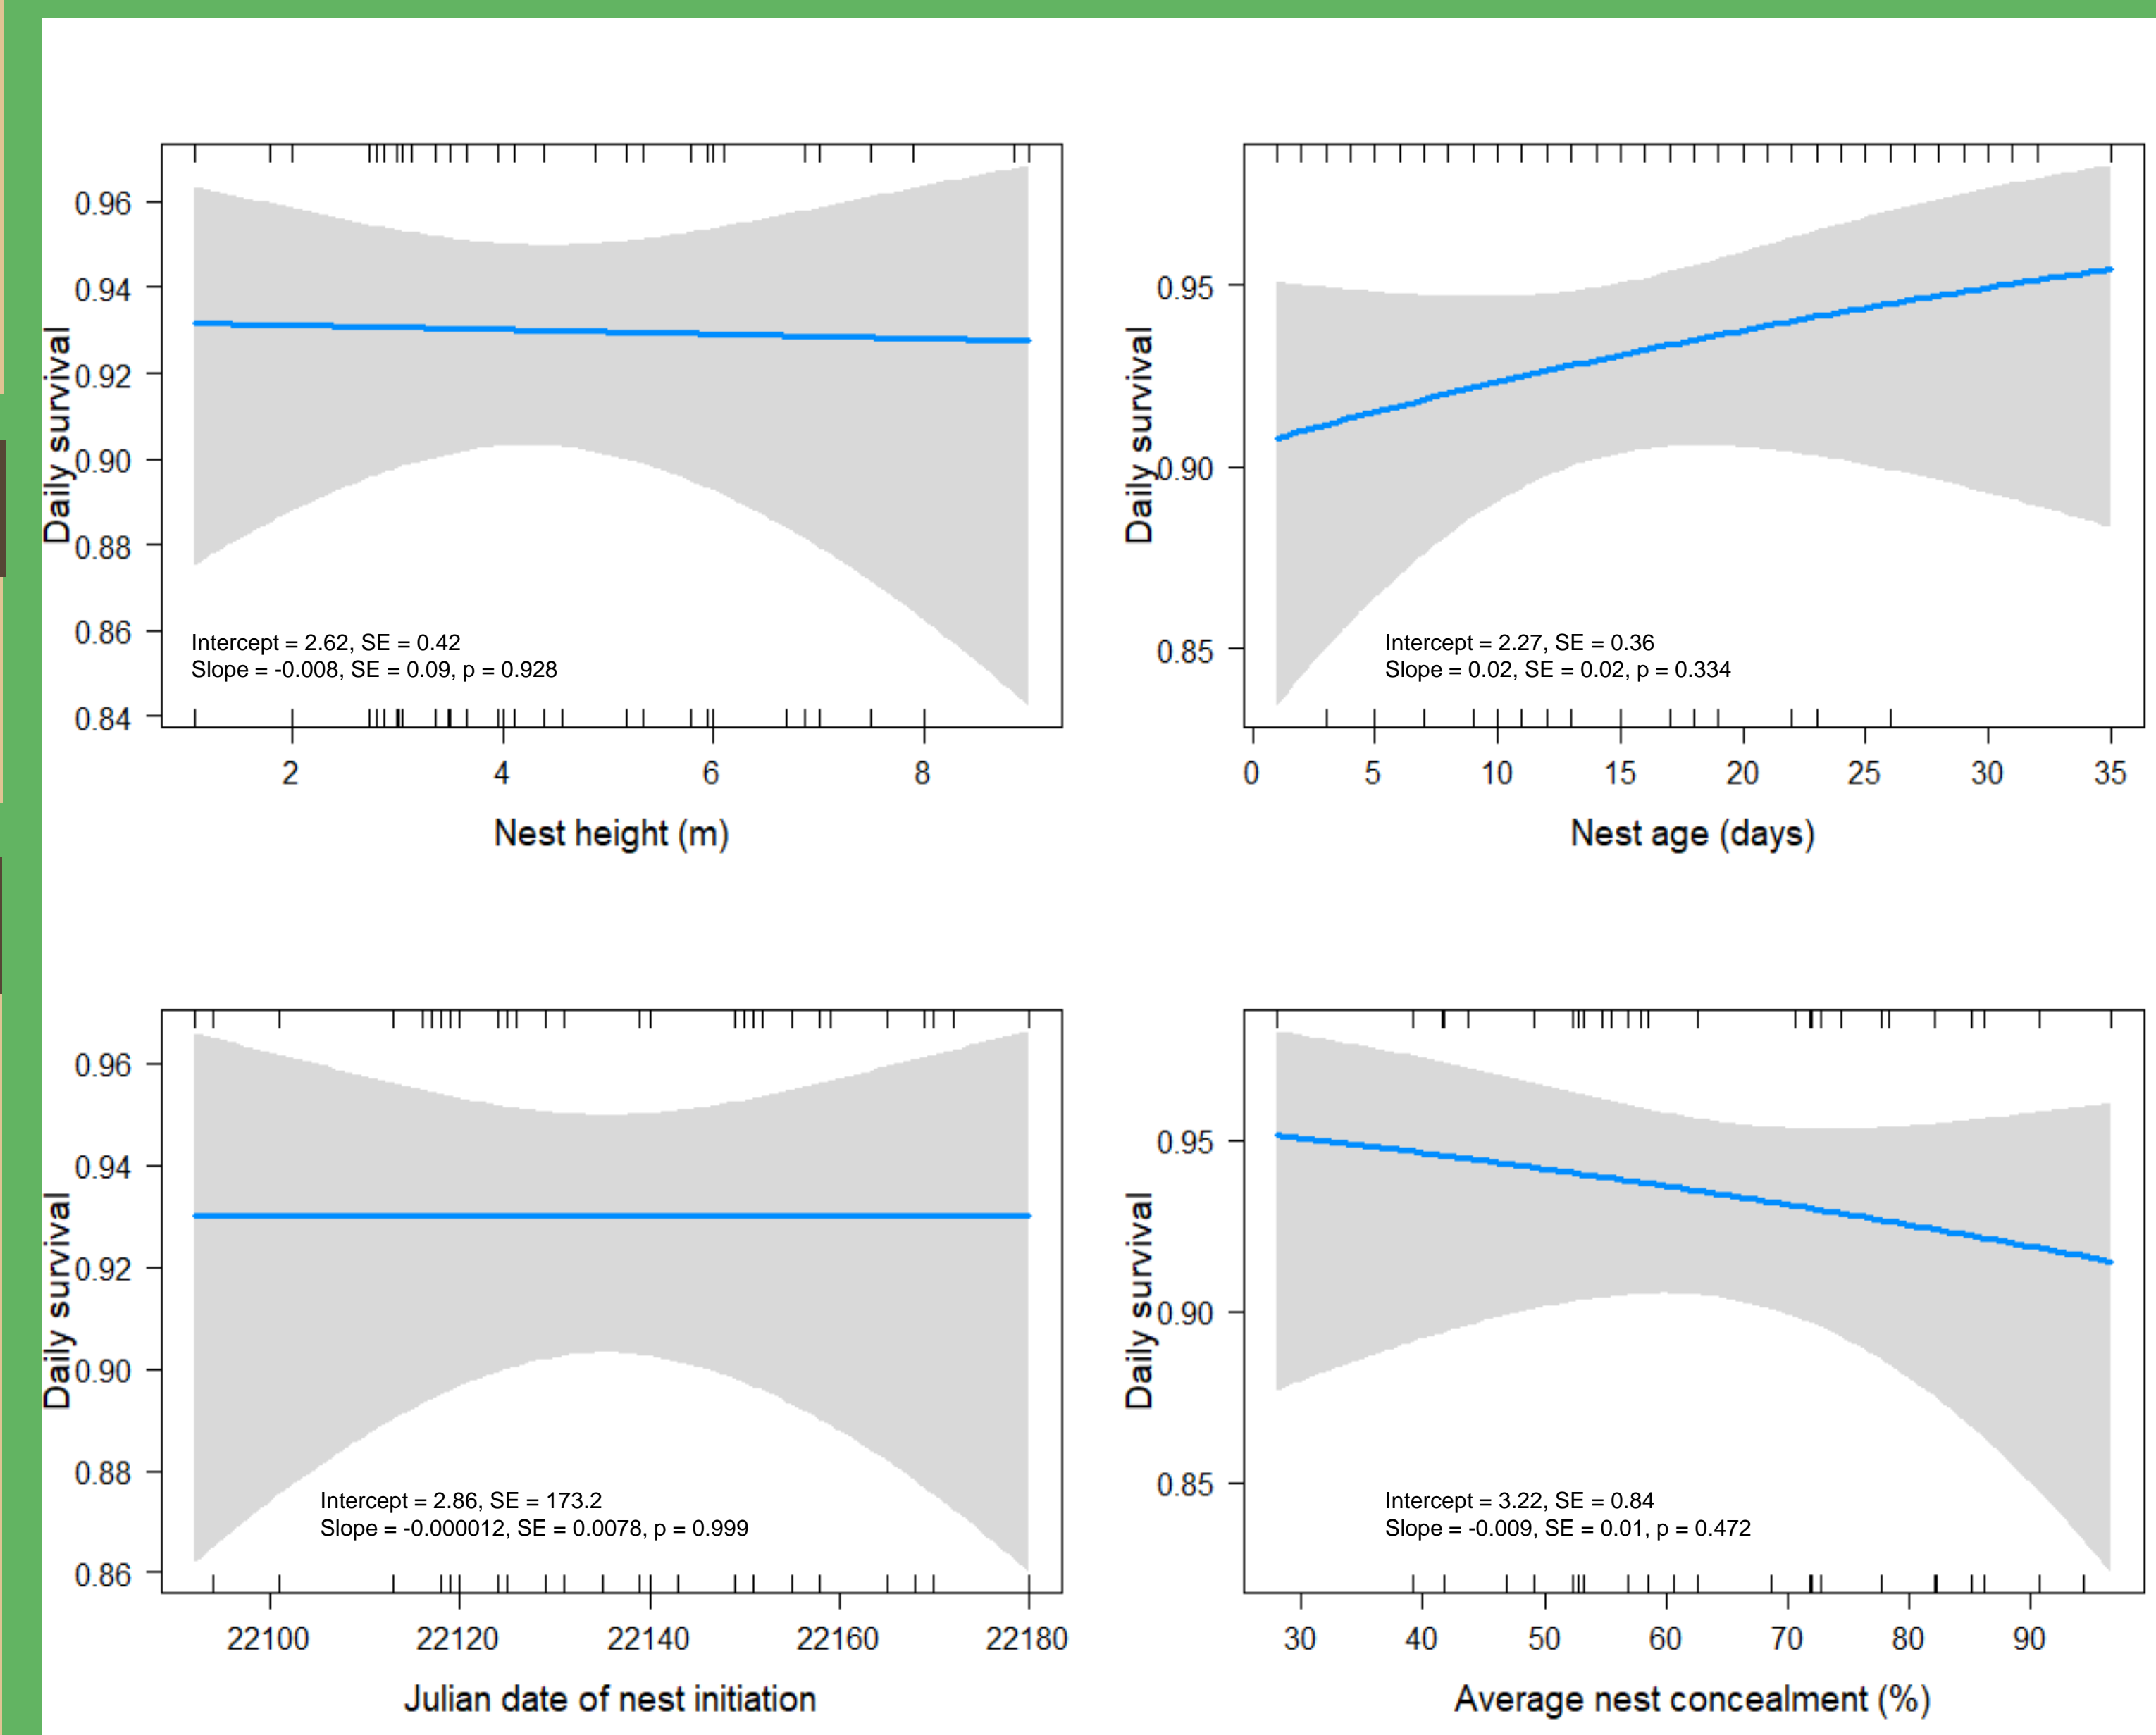 Daily survival
0.96
0.94
0.92
0.90
0.88
0.86
0.84
Intercept = 2.62, SE = 0.42
Slope = -0.008, SE = 0.09, p = 0.928
2 4 6 8
Nest height (m)
Daily survival
0.95
0.90
0.85
Intercept = 2.27, SE = 0.36
Slope = 0.02, SE = 0.02, p = 0.334
0 5 10 15 20 25 30 35
Nest age (days)
Daily survival
0.96
0.94
0.92
0.90
0.88
0.86
Intercept = 2.86, SE = 173.2
Slope = -0.000012, SE = 0.0078, p = 0.999
22100 22120 22140 22160 22180
Julian date of nest initiation
Daily survival
0.95
0.90
0.85
Intercept = 3.22, SE = 0.84
Slope = -0.009, SE = 0.01, p = 0.472
30 40 50 60 70 80 90
Average nest concealment (%)